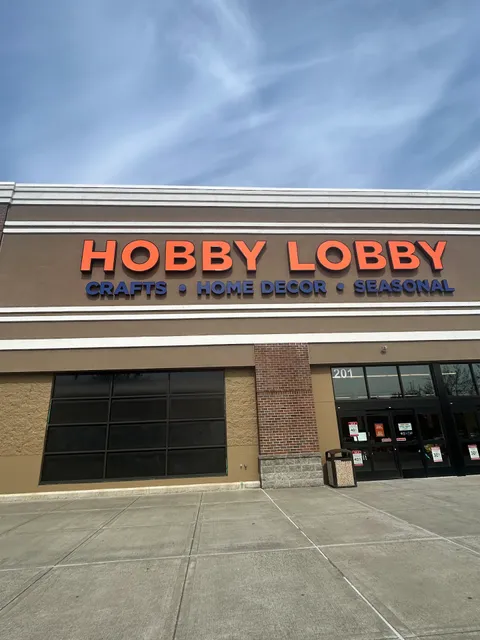 HOBBY LOBBY
CRAFTS • HOME DECOR • SEASONAL
201